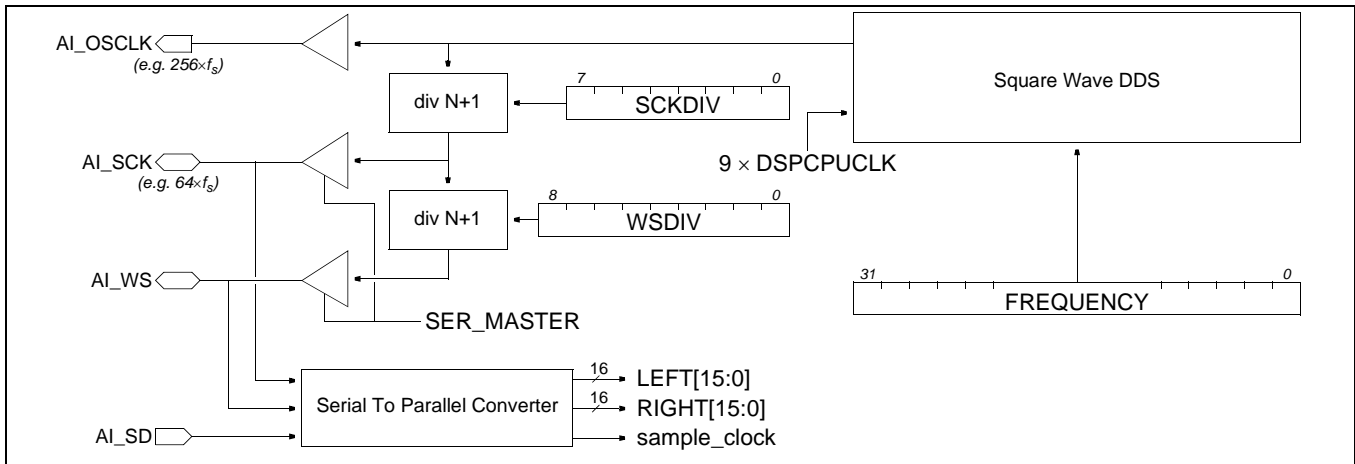 AI_OSCLK
(e.g. 256×fs)
7 0
div N+1
SCKDIV
Square Wave DDS
AI_SCK
(e.g. 64×fs)
9 × DSPCPUCLK
8 0
div N+1
WSDIV
AI_WS
31 0
FREQUENCY
SER_MASTER
16
LEFT[15:0]
Serial To Parallel Converter
16
RIGHT[15:0]
AI_SD
sample_clock